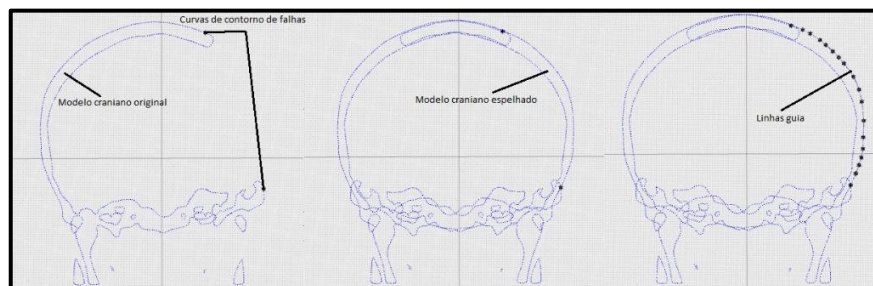 Curvas de contorno de falhas
Modelo craniano original
Modelo craniano espelhado
Linhas guia